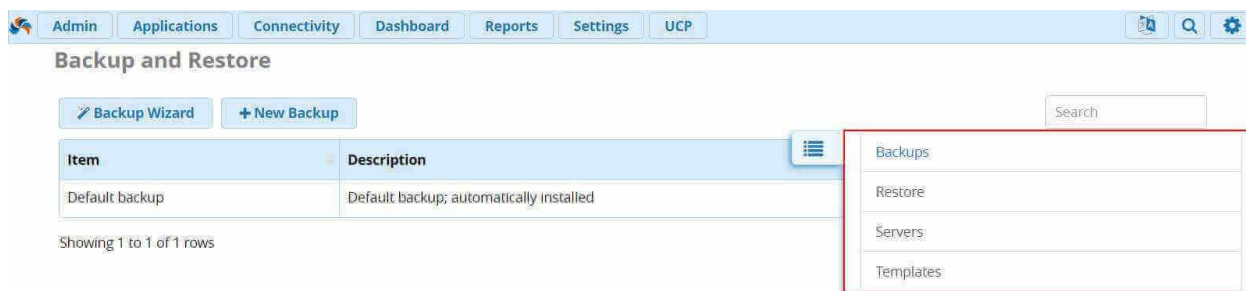 Admin Applications Connectivity Dashboard Reports Settings UCP
Backup and Restore
Backup Wizard + New Backup Search
Item Description
Backups
Default backup Default backup; automatically installed
Restore
Showing 1 to 1 of 1 rows
Servers
Templates